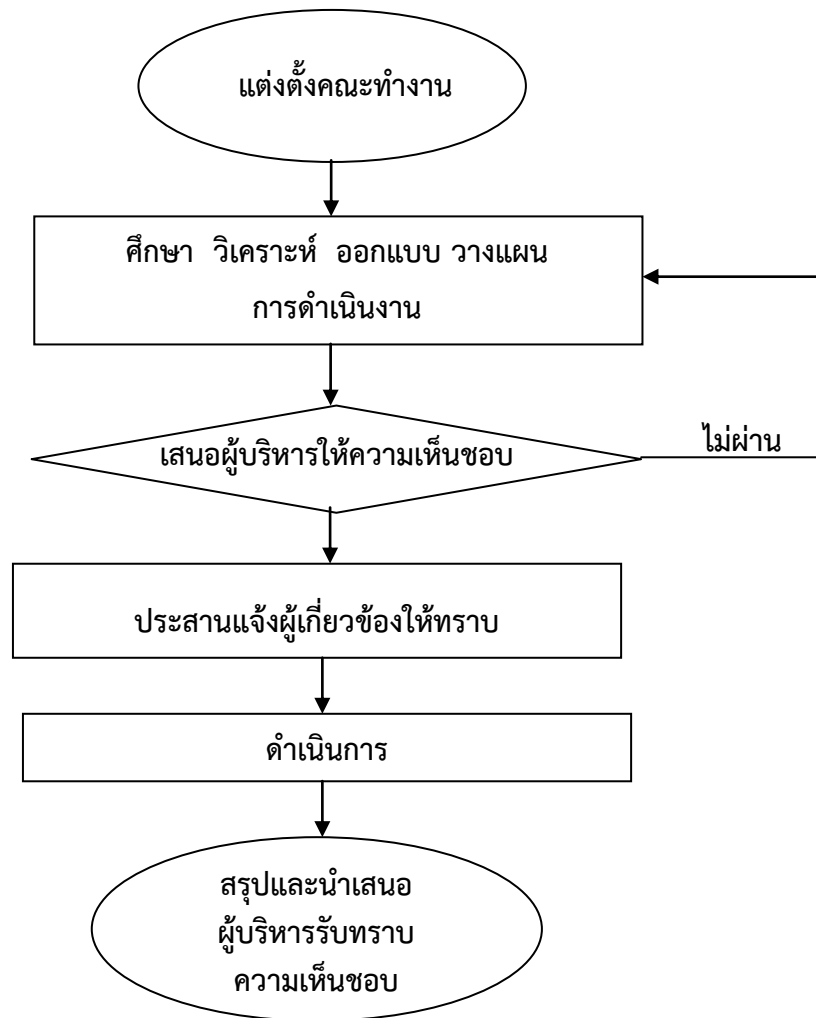 แต่งตั้งคณะทำงาน
ศึกษา วิเคราะห์ ออกแบบ วางแผน
การดำเนินงาน
เสนอผู้บริหารให้ความเห็นชอบ
ไม่ผ่าน
ประสานแจ้งผู้เกี่ยวข้องให้ทราบ
ดำเนินการ
สรุปและนำเสนอ
ผู้บริหารรับทราบ
ความเห็นชอบ